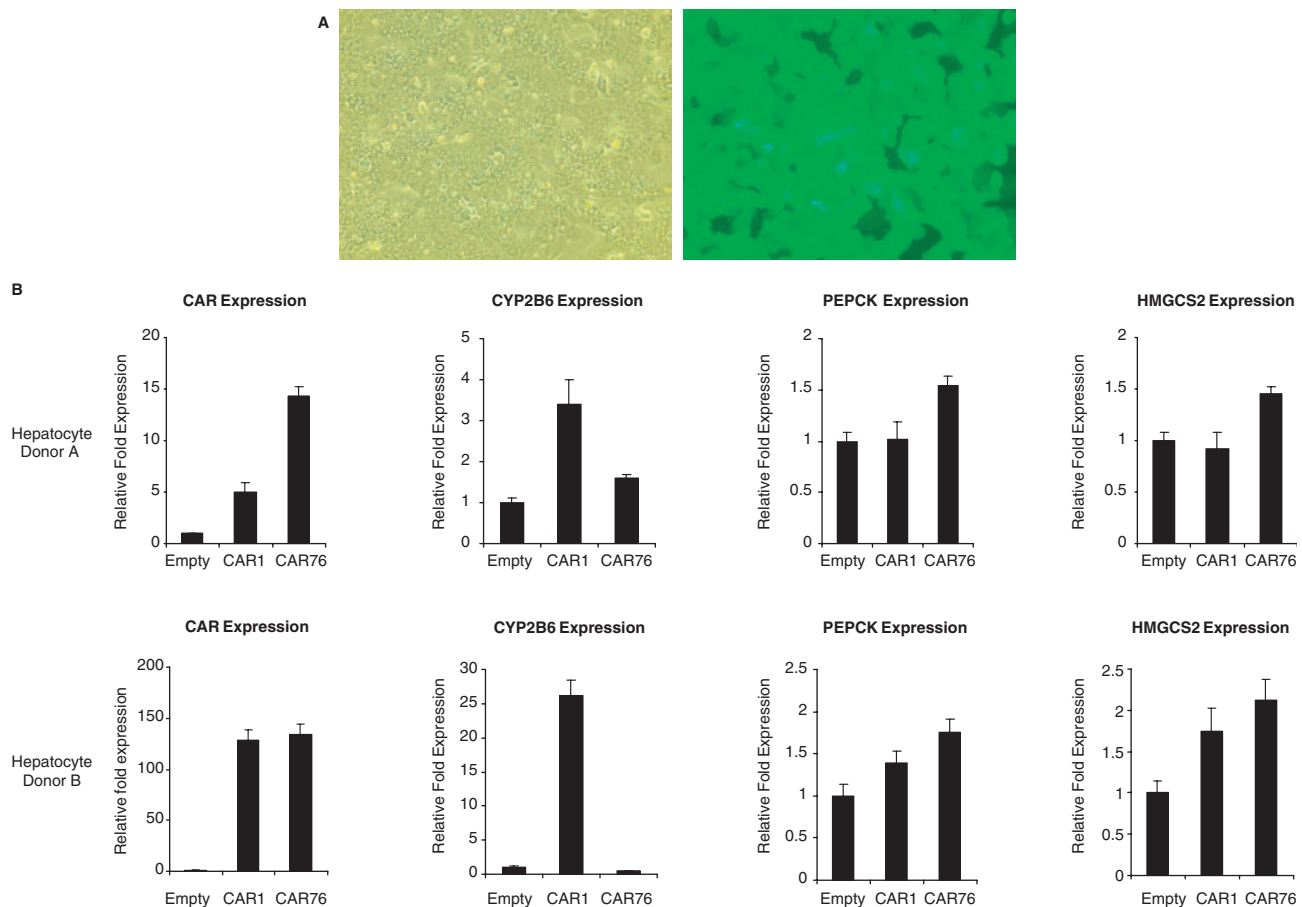 A
B
CAR Expression
CYP2B6 Expression
PEPCK Expression
HMGCS2 Expression
Hepatocyte
Donor A
Relative Fold Expression
20
15
10
5
0
Empty CAR1 CAR76
Relative Fold Expression
5
4
3
2
1
0
Empty CAR1 CAR76
Relative Fold Expression
2
1.5
1
0.5
0
Empty CAR1 CAR76
Relative Fold Expression
2
1.5
1
0.5
0
Empty CAR1 CAR76
CAR Expression
CYP2B6 Expression
PEPCK Expression
HMGCS2 Expression
Hepatocyte
Donor B
Relative fold expression
200
150
100
50
0
Empty CAR1 CAR76
Relative Fold Expression
30
25
20
15
10
5
0
Empty CAR1 CAR76
Relative Fold Expression
2.5
2
1.5
1
0.5
0
Empty CAR1 CAR76
Relative Fold Expression
2.5
2
1.5
1
2.5
0
Empty CAR1 CAR76